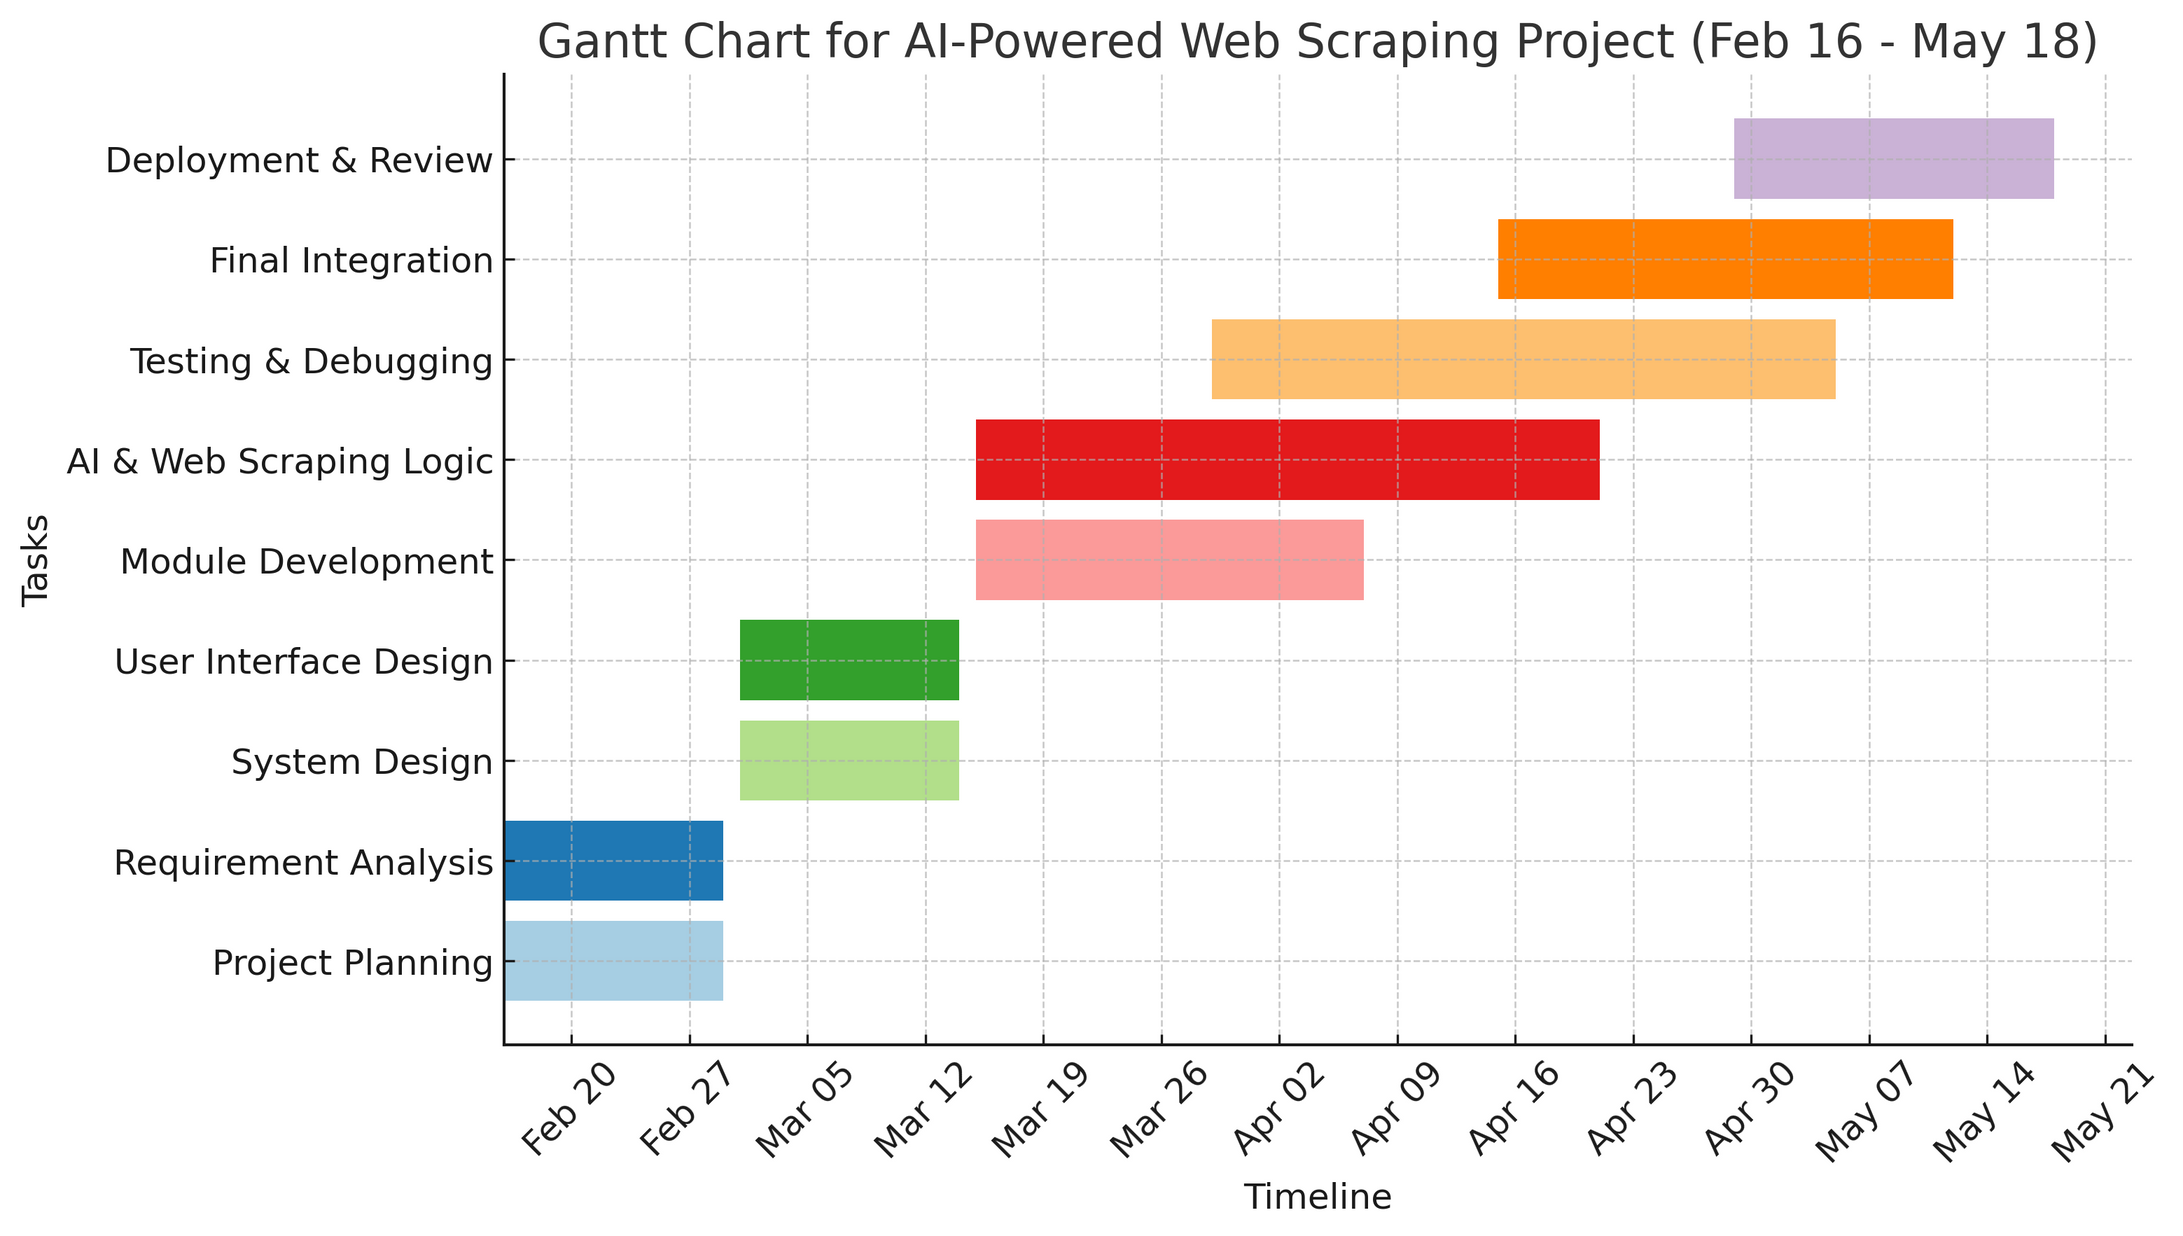 Gantt Chart for AI-Powered Web Scraping Project (Feb 16 - May 18)
Deployment & Review
Final Integration
Testing & Debugging
AI & Web Scraping Logic
Module Development
User Interface Design
System Design
Requirement Analysis
Project Planning
Tasks
Feb 20
Feb 27
Mar 05
Mar 12
Mar 19
Mar 26
Apr 02
Apr 09
Apr 16
Apr 23
Apr 30
May 07
May 14
May 21
Timeline